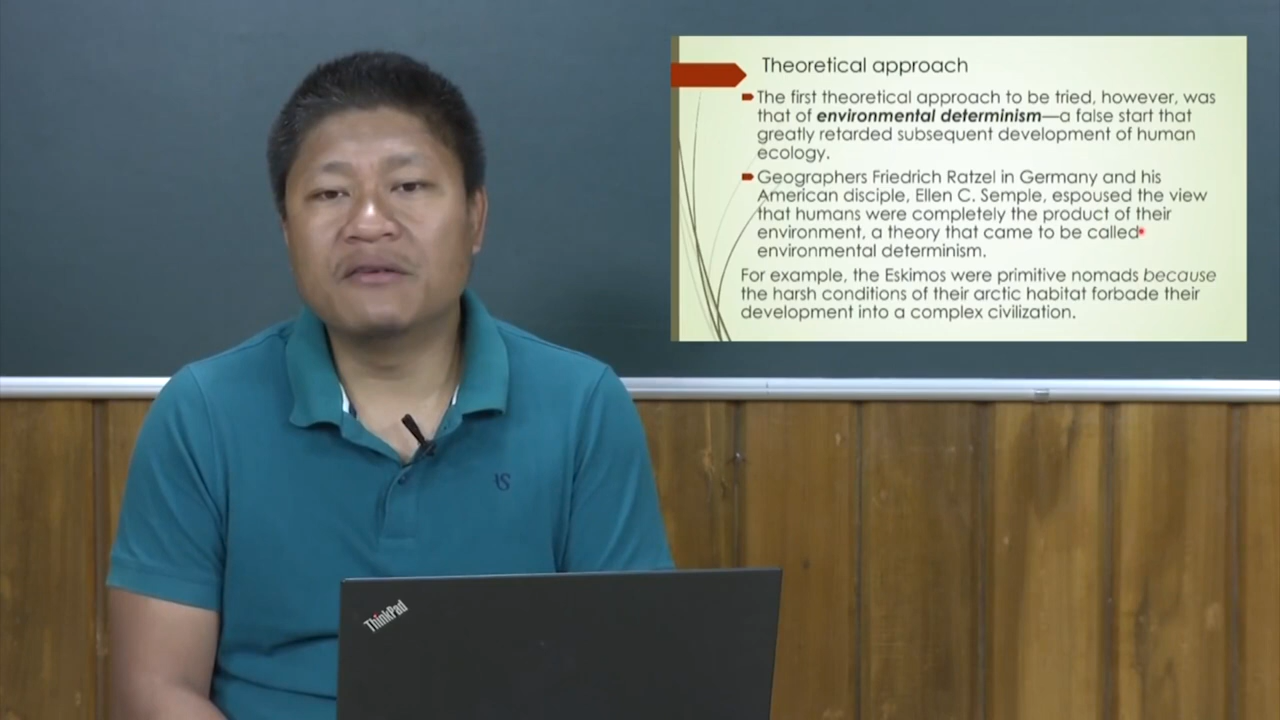 Theoretical approach
The first theoretical approach to be tried, however, was
that of environmental determinism—a false start that
greatly retarded subsequent development of human
ecology.
Geographers Friedrich Ratzel in Germany and his
American disciple, Ellen C. Semple, espoused the view
that humans were completely the product of their
environment, a theory that came to be called
environmental determinism.
For example, the Eskimos were primitive nomads because
the harsh conditions of their arctic habitat forbade their
development into a complex civilization.
US
ThinkPad